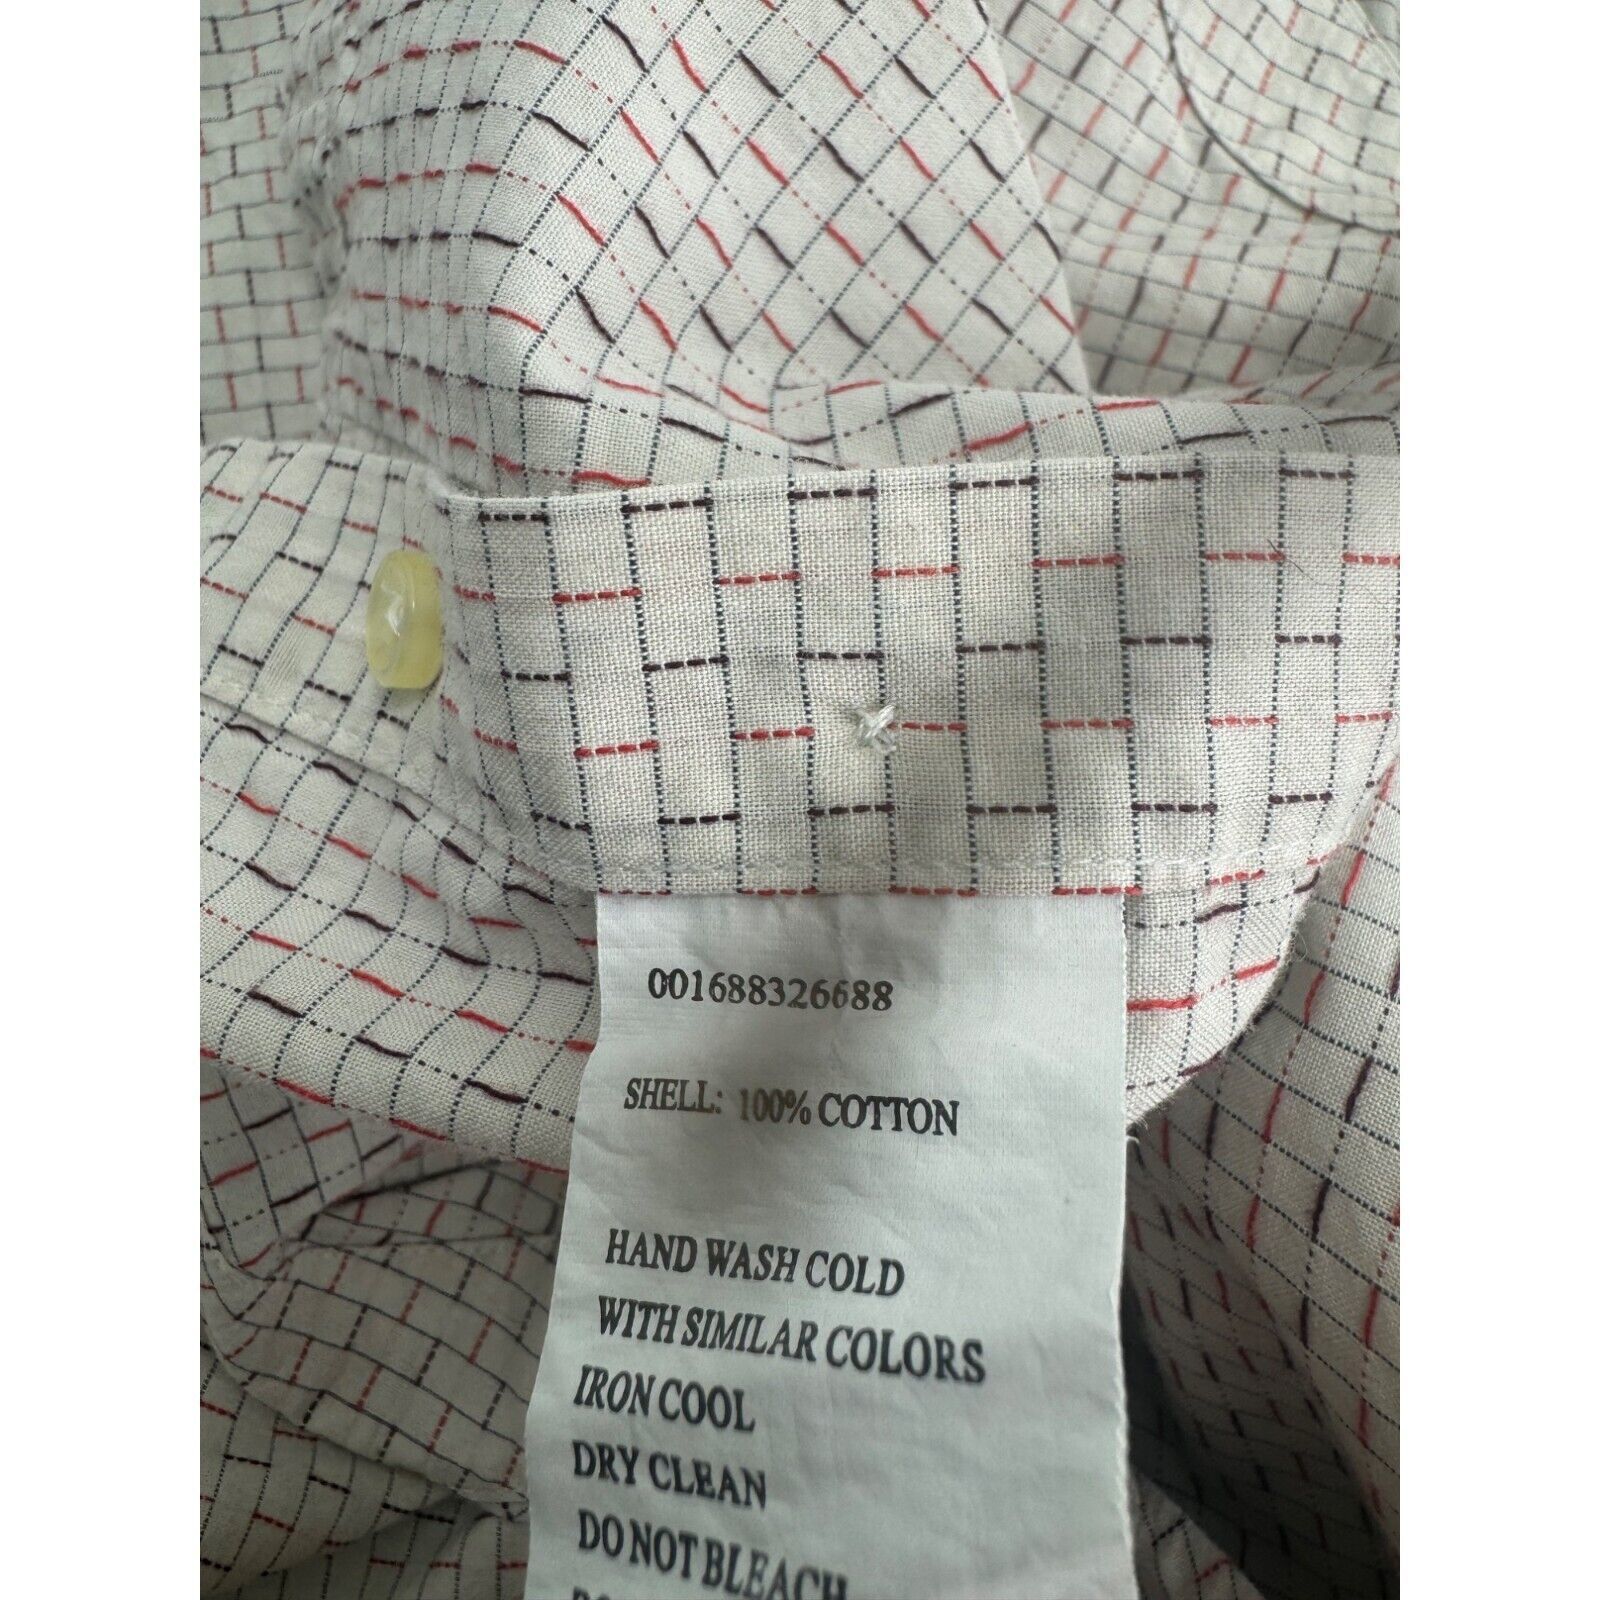 001688326688
SHELL: 100% COTTON
HAND WASH COLD
WITH SIMILAR COLORS
IRON COOL
DRY CLEAN
DO NOT BLEACH